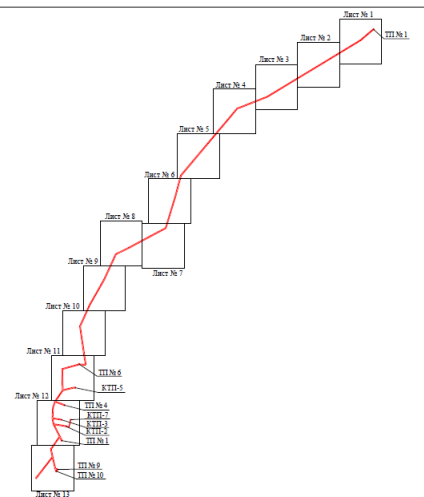 Лист № 1
ТП № 1
Лист № 2
Лист № 3
Лист № 4
Лист № 5
Лист № 6
Лист № 8
Лист № 7
Лист № 9
Лист № 10
Лист № 11
ТП № 6
КТП-5
Лист № 12
ТП № 4
КТП-7
КТП-3
КТП-2
ТП № 1
ТП № 9
ТП № 10
Лист № 13